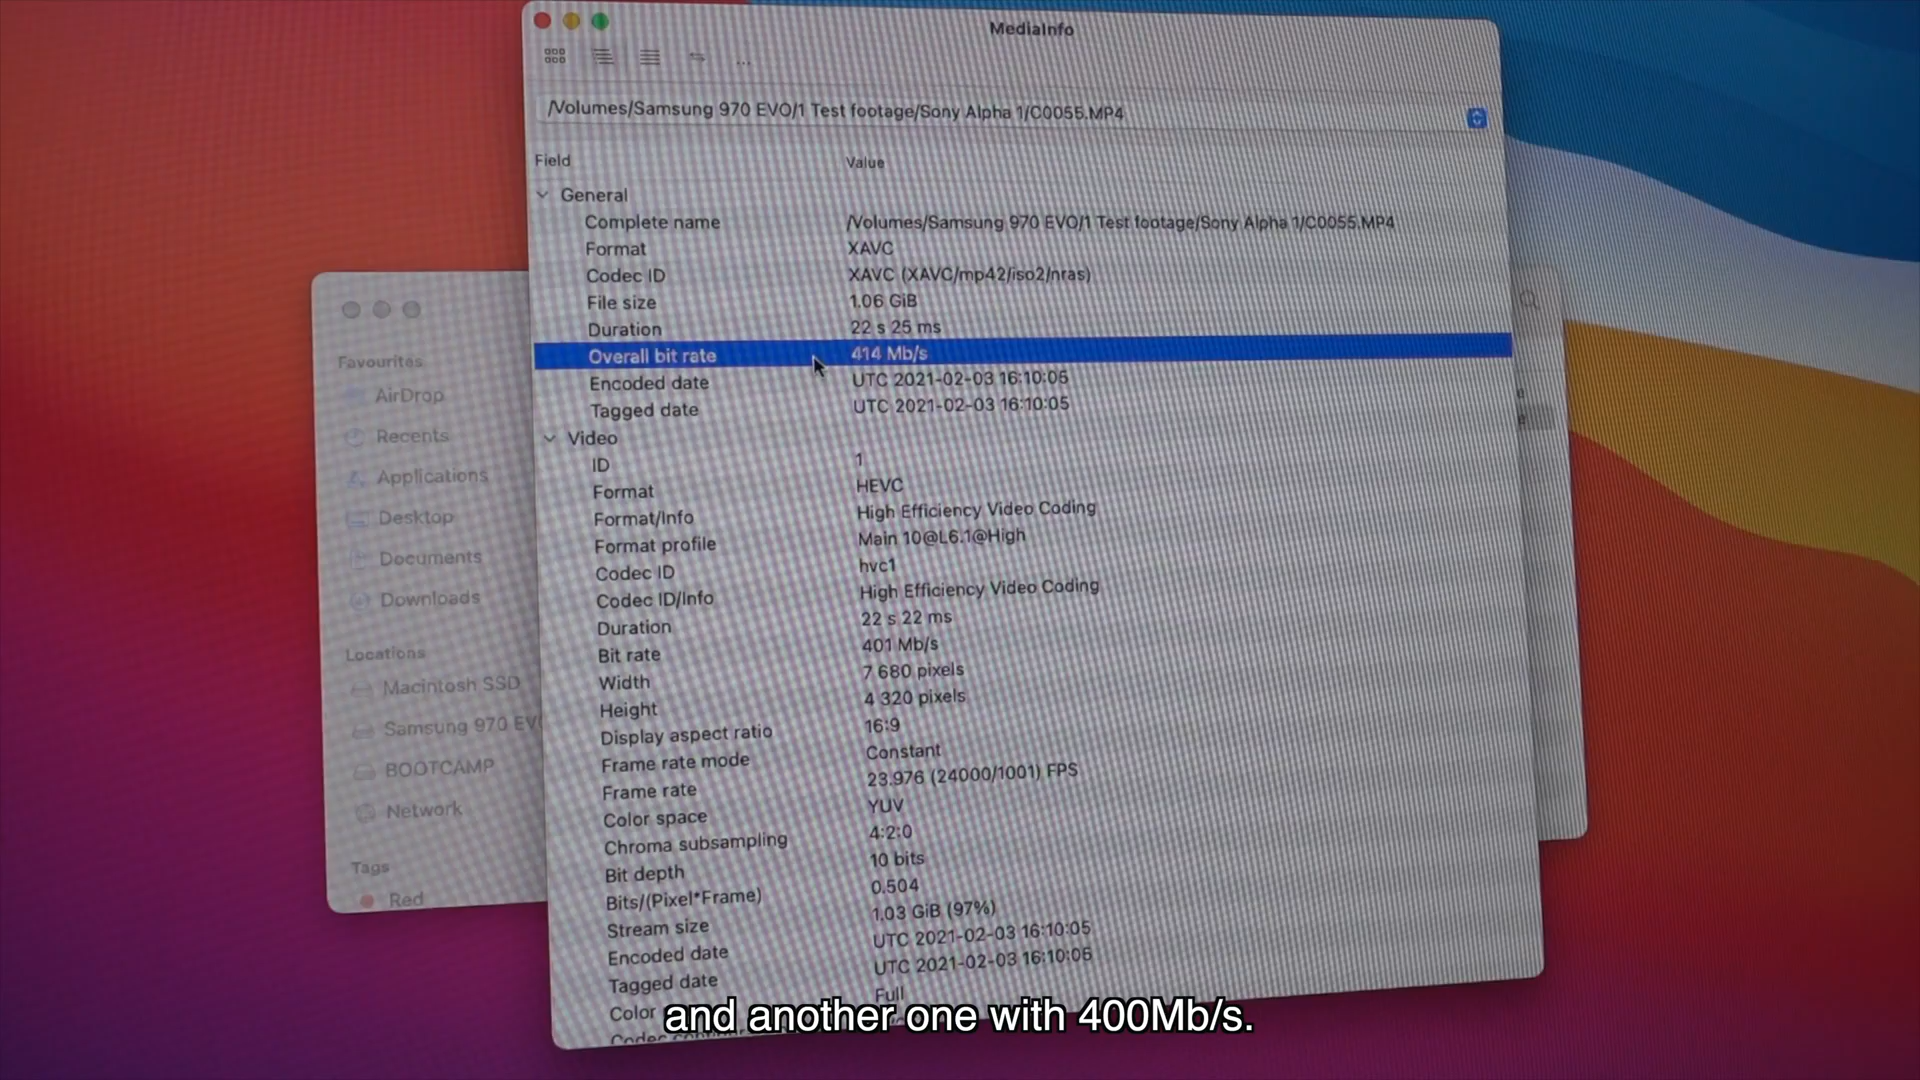 MediaInfo
...
/Volumes/Samsung 970 EVO/1 Test footage/Sony Alpha 1/C0055.MP4
Field Value
General
Complete name /Volumes/Samsung 970 EVO/1 Test footage/Sony Alpha 1/C0055.MP4
Format XAVC
Codec ID XAVC (XAVC/mp42/iso2/nras)
File size 1.06 GiB
Duration 22 s 25 ms
Overall bit rate 414 Mb/s
Encoded date UTC 2021-02-03 16:10:05
Tagged date UTC 2021-02-03 16:10:05
Video
ID 1
Format HEVC
Format/Info High Efficiency Video Coding
Format profile Main 10@L6.1@High
Codec ID hvc1
Codec ID/Info High Efficiency Video Coding
Duration 22 s 22 ms
Bit rate 401 Mb/s
Width 7 680 pixels
Height 4 320 pixels
Display aspect ratio 16:9
Frame rate mode Constant
Frame rate 23.976 (24000/1001) FPS
Color space YUV
Chroma subsampling 4:2:0
Bit depth 10 bits
Bits/(Pixel*Frame) 0.504
Stream size 1.03 GiB (97%)
Encoded date UTC 2021-02-03 16:10:05
Tagged date UTC 2021-02-03 16:10:05
Color Full
Favourites
AirDrop
Recents
Applications
Desktop
Documents
Downloads
Locations
Macintosh SSD
Samsung 970 EV
BOOTCAMP
Network
Tags
Red
and another one with 400Mb/s.